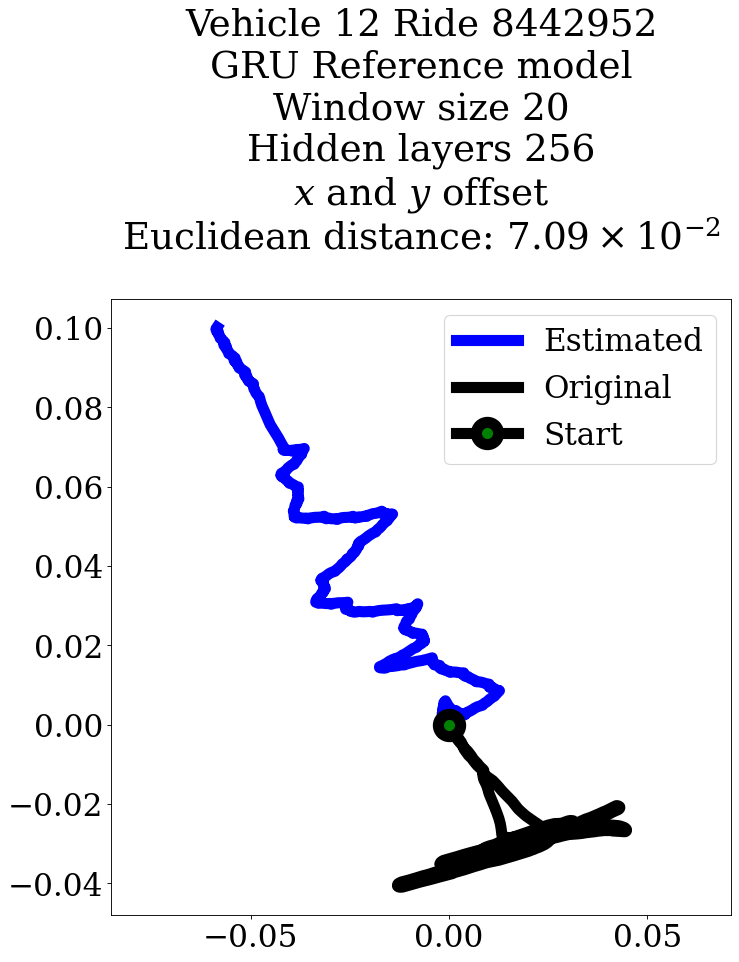 Vehicle 12 Ride 8442952
GRU Reference model
Window size 20
Hidden layers 256
x and y offset
Euclidean distance: 7.09 × 10⁻²
Estimated
Original
Start
0.10
0.08
0.06
0.04
0.02
0.00
−0.02
−0.04
−0.05 0.00 0.05